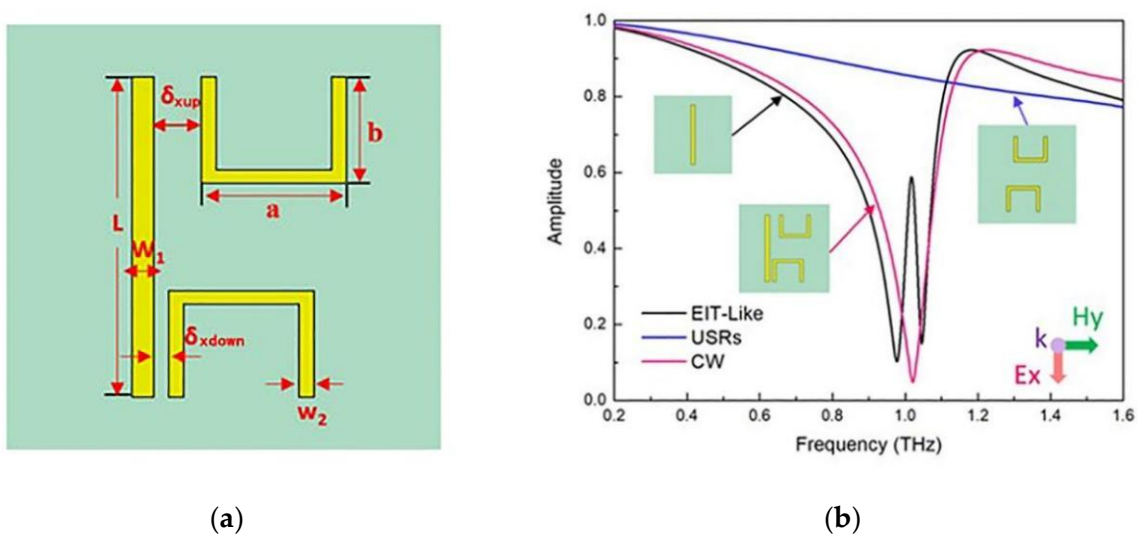 δxup
b
a
L
W1
δxdown
w2
(a)
1.0
0.8
0.6
0.4
0.2
0.0
Amplitude
EIT-Like
USRs
CW
Hy
k
Ex
0.2 0.4 0.6 0.8 1.0 1.2 1.4 1.6
Frequency (THz)
(b)